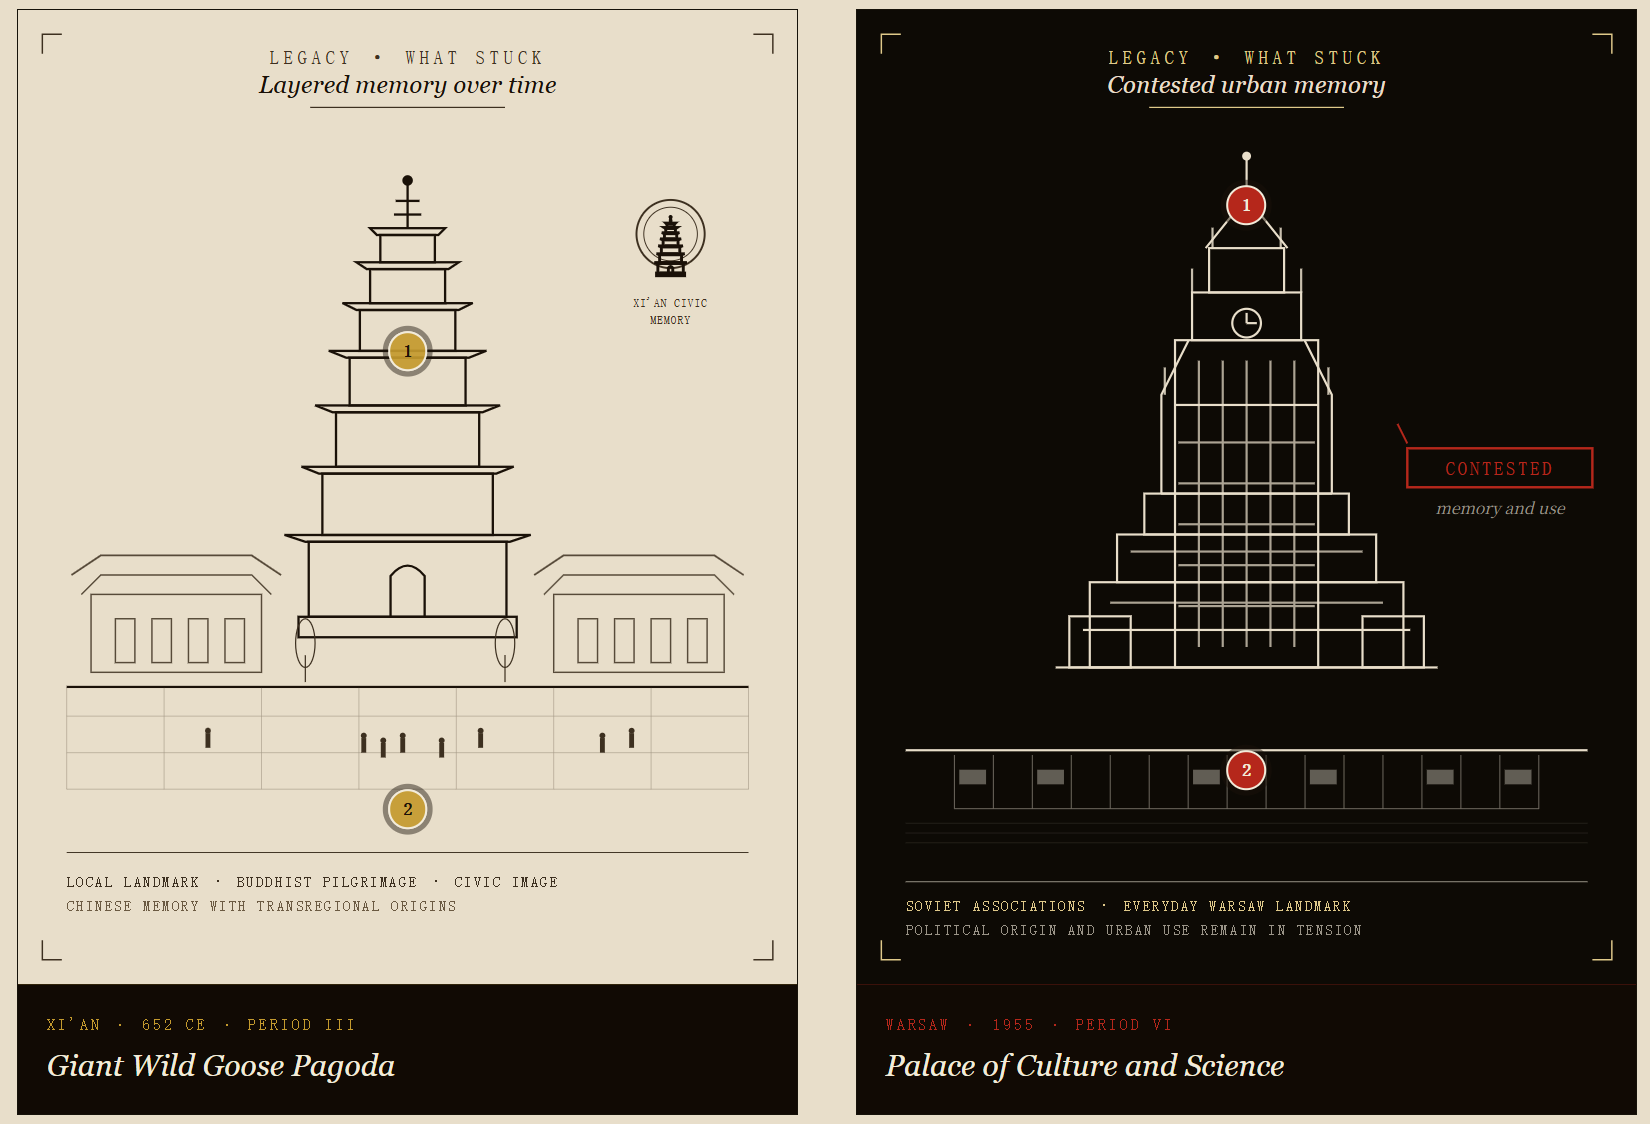 LEGACY • WHAT STUCK
Layered memory over time
XI'AN CIVIC
MEMORY
1
2
LOCAL LANDMARK · BUDDHIST PILGRIMAGE · CIVIC IMAGE
CHINESE MEMORY WITH TRANSREGIONAL ORIGINS
XI'AN · 652 CE · PERIOD III
Giant Wild Goose Pagoda
LEGACY • WHAT STUCK
Contested urban memory
1
CONTESTED
memory and use
2
SOVIET ASSOCIATIONS · EVERYDAY WARSAW LANDMARK
POLITICAL ORIGIN AND URBAN USE REMAIN IN TENSION
WARSAW · 1955 · PERIOD VI
Palace of Culture and Science